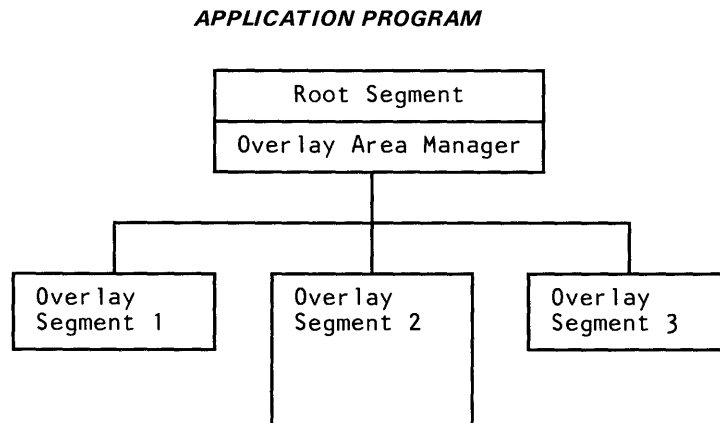 APPLICATION PROGRAM
Root Segment
Overlay Area Manager
Overlay
Segment 1
Overlay
Segment 2
Overlay
Segment 3